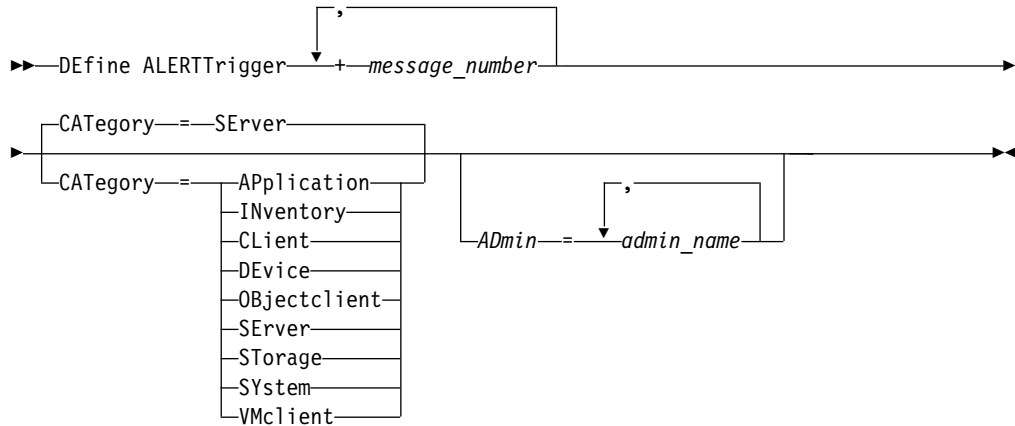 ,
DEfine ALERTTrigger + message_number
CATegory = SErver
CATegory = APplication
INventory
CLient
DEvice
OBjectclient
SErver
STorage
SYstem
VMclient
,
ADmin = admin_name